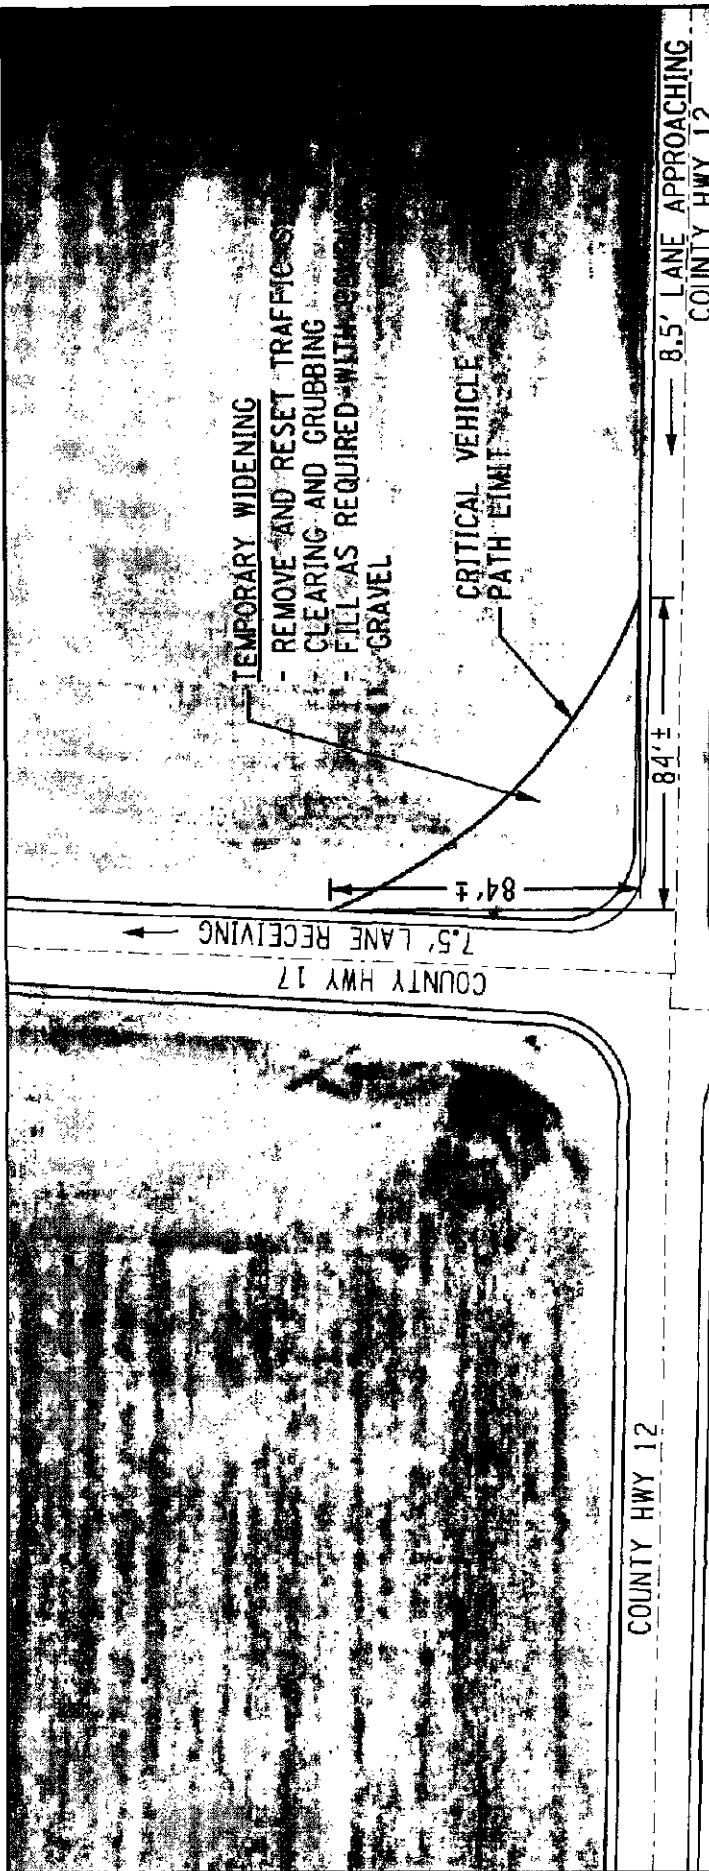 TEMPORARY WIDENING
- REMOVE AND RESET TRAFFIC
- CLEARING AND GRUBBING
- FILL AS REQUIRED WITH
GRAVEL
CRITICAL VEHICLE
PATH LIMIT
8.5' LANE APPROACHING
COUNTY HWY 12
84'±
84'±
7.5' LANE RECEIVING
COUNTY HWY 17
COUNTY HWY 12